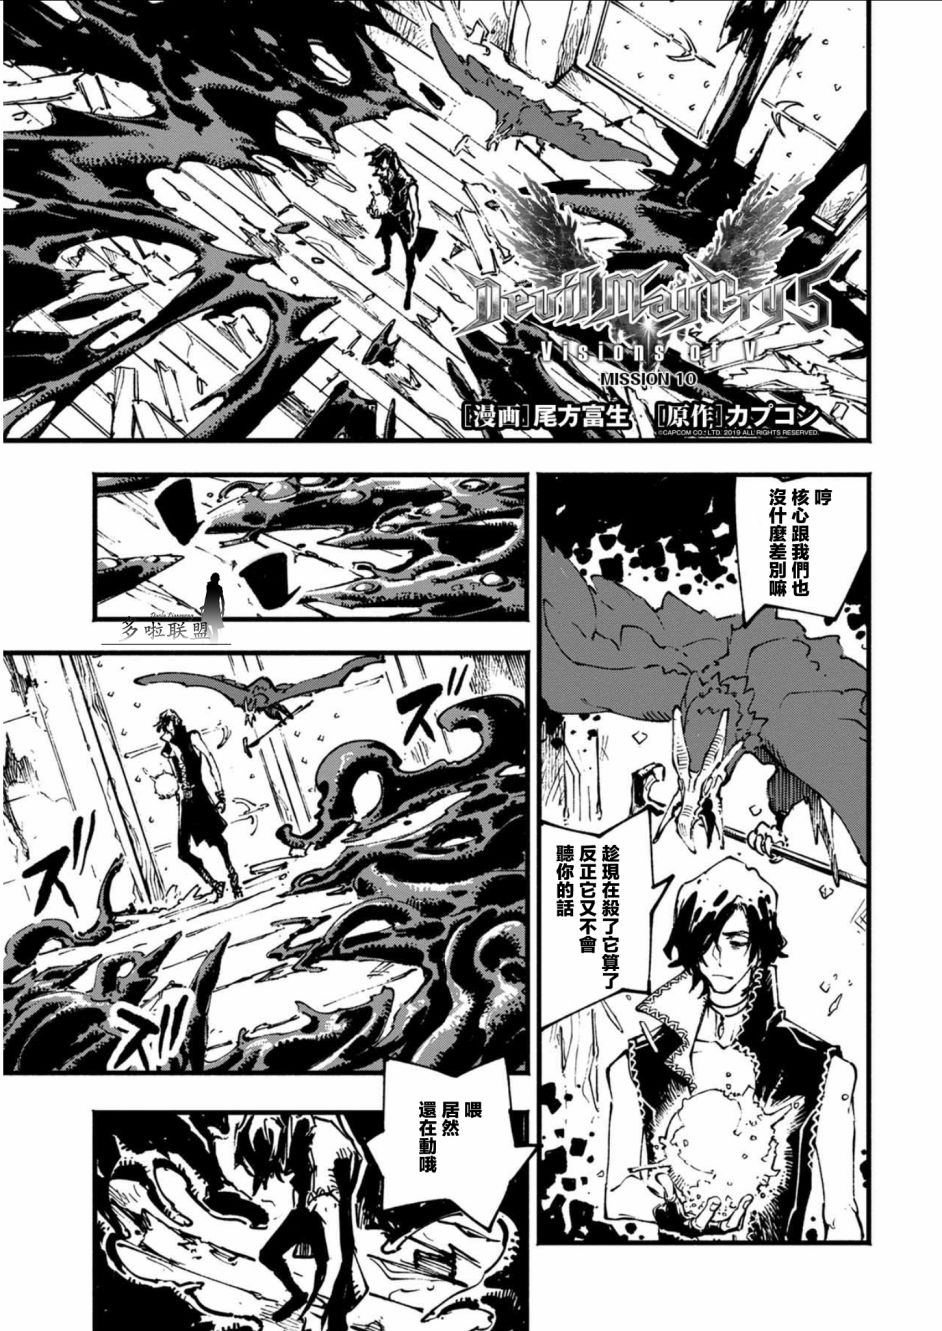 Devil May Cry 5
- Visions of V -
MISSION 10
［漫画］尾方富生・［原作］カプコン
©CAPCOM CO., LTD. 2019 ALL RIGHTS RESERVED.
哼
核心跟我們也
沒什麼差別嘛
趁現在殺了它算了
反正它又不會
聽你的話
多啦联盟
ズ
ズ
ズ
ズ
喂
居然
還在動哦